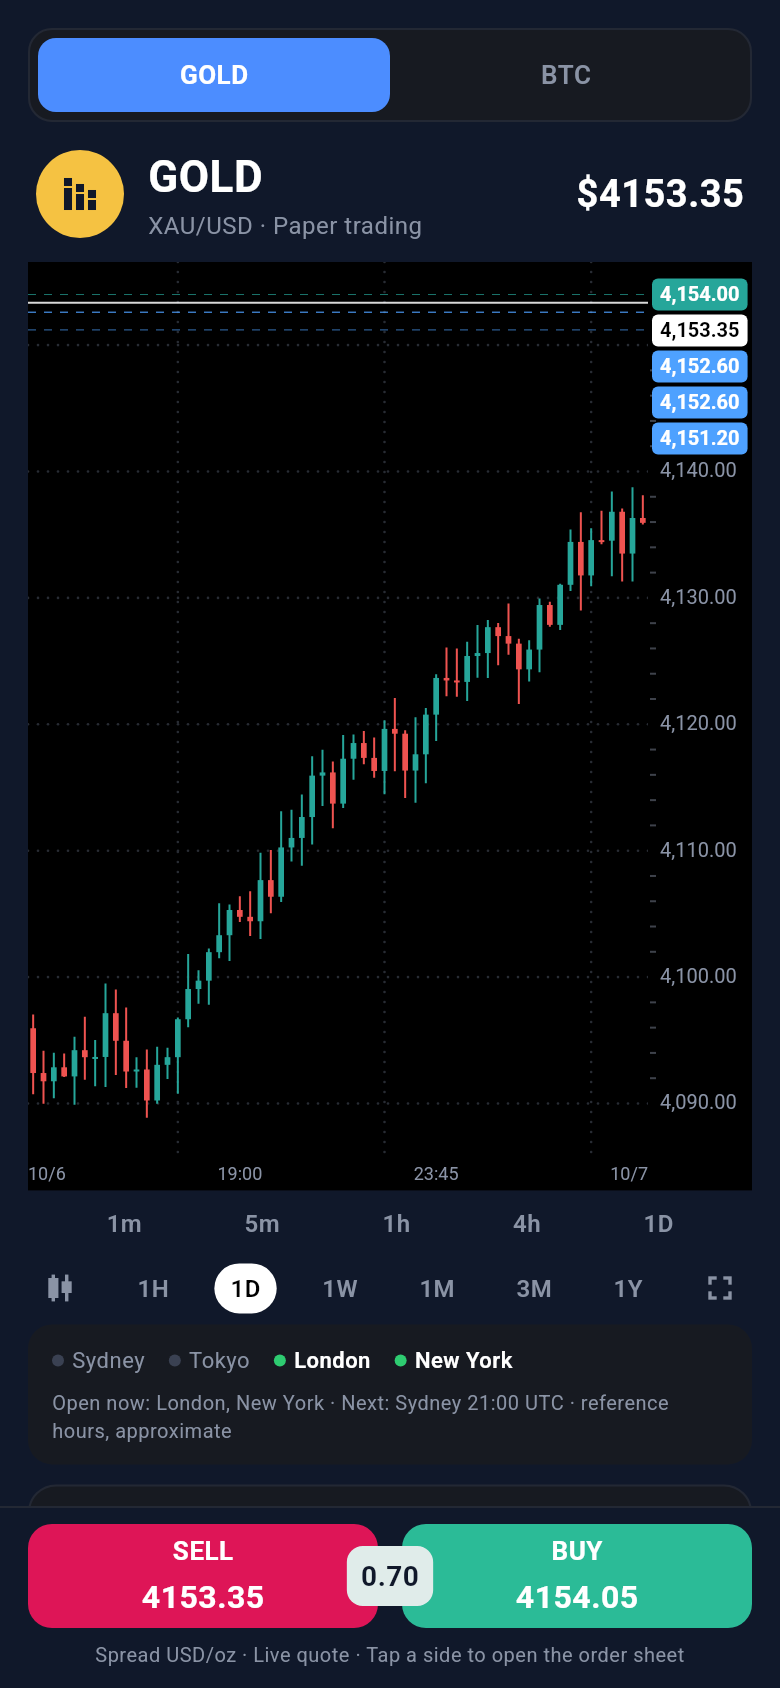 GOLD
BTC
GOLD
$4153.35
XAU/USD · Paper trading
4,154.00
4,153.35
4,152.60
4,152.60
4,151.20
4,140.00
4,130.00
4,120.00
4,110.00
4,100.00
4,090.00
10/6 19:00 23:45 10/7
1m 5m 1h 4h 1D
1H 1D 1W 1M 3M 1Y
Sydney Tokyo London New York
Open now: London, New York · Next: Sydney 21:00 UTC · reference
hours, approximate
SELL
4153.35
0.70
BUY
4154.05
Spread USD/oz · Live quote · Tap a side to open the order sheet